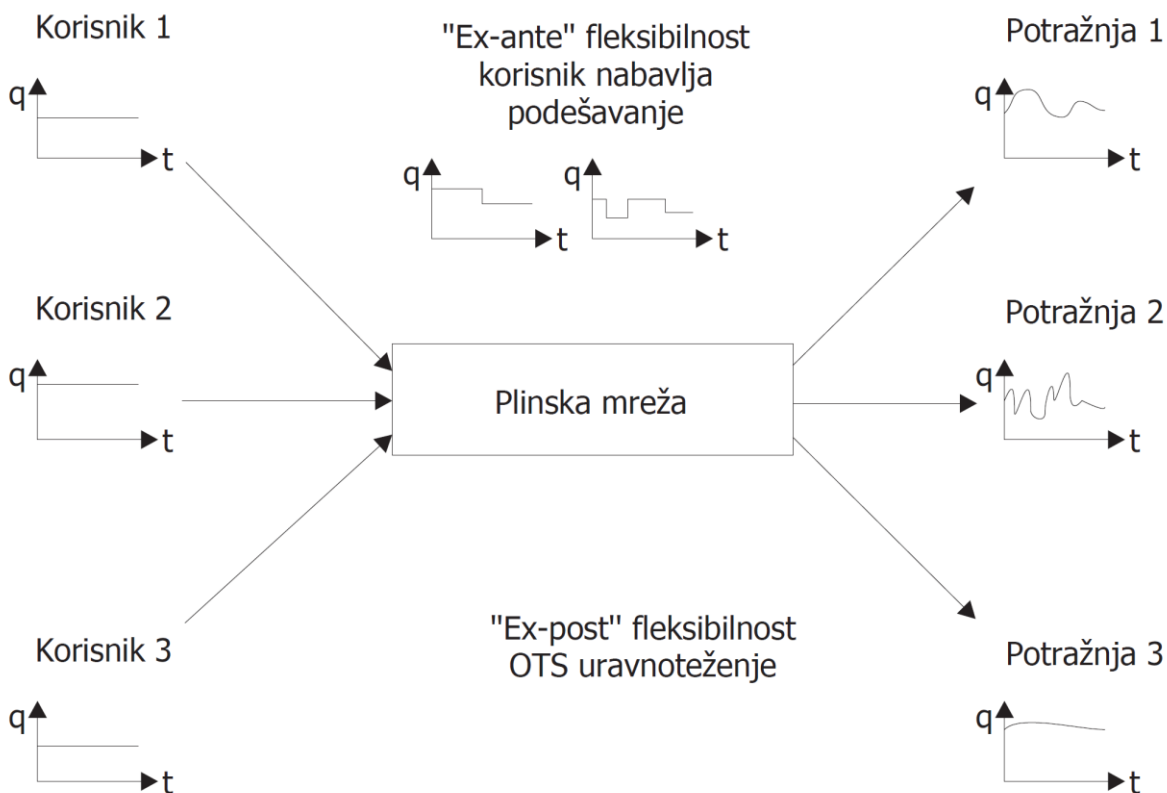 Korisnik 1
q
t
"Ex-ante" fleksibilnost
korisnik nabavlja
podešavanje
q
t
q
t
Potražnja 1
q
t
Korisnik 2
q
t
Plinska mreža
Potražnja 2
q
t
Korisnik 3
q
t
"Ex-post" fleksibilnost
OTS uravnoteženje
Potražnja 3
q
t